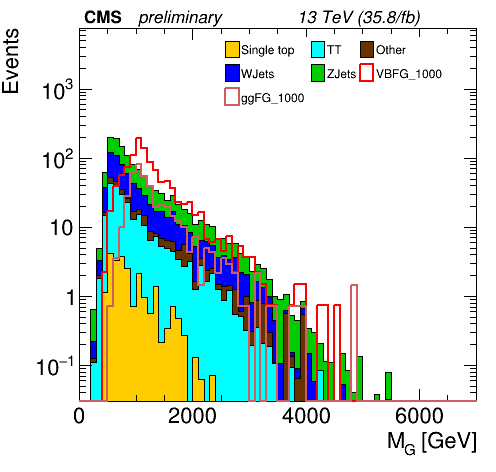 CMS preliminary 13 TeV (35.8/fb)
Events
Single top TT Other
WJets ZJets VBFG_1000
ggFG_1000
10³
10²
10
1
10⁻¹
0 2000 4000 6000
M_G [GeV]